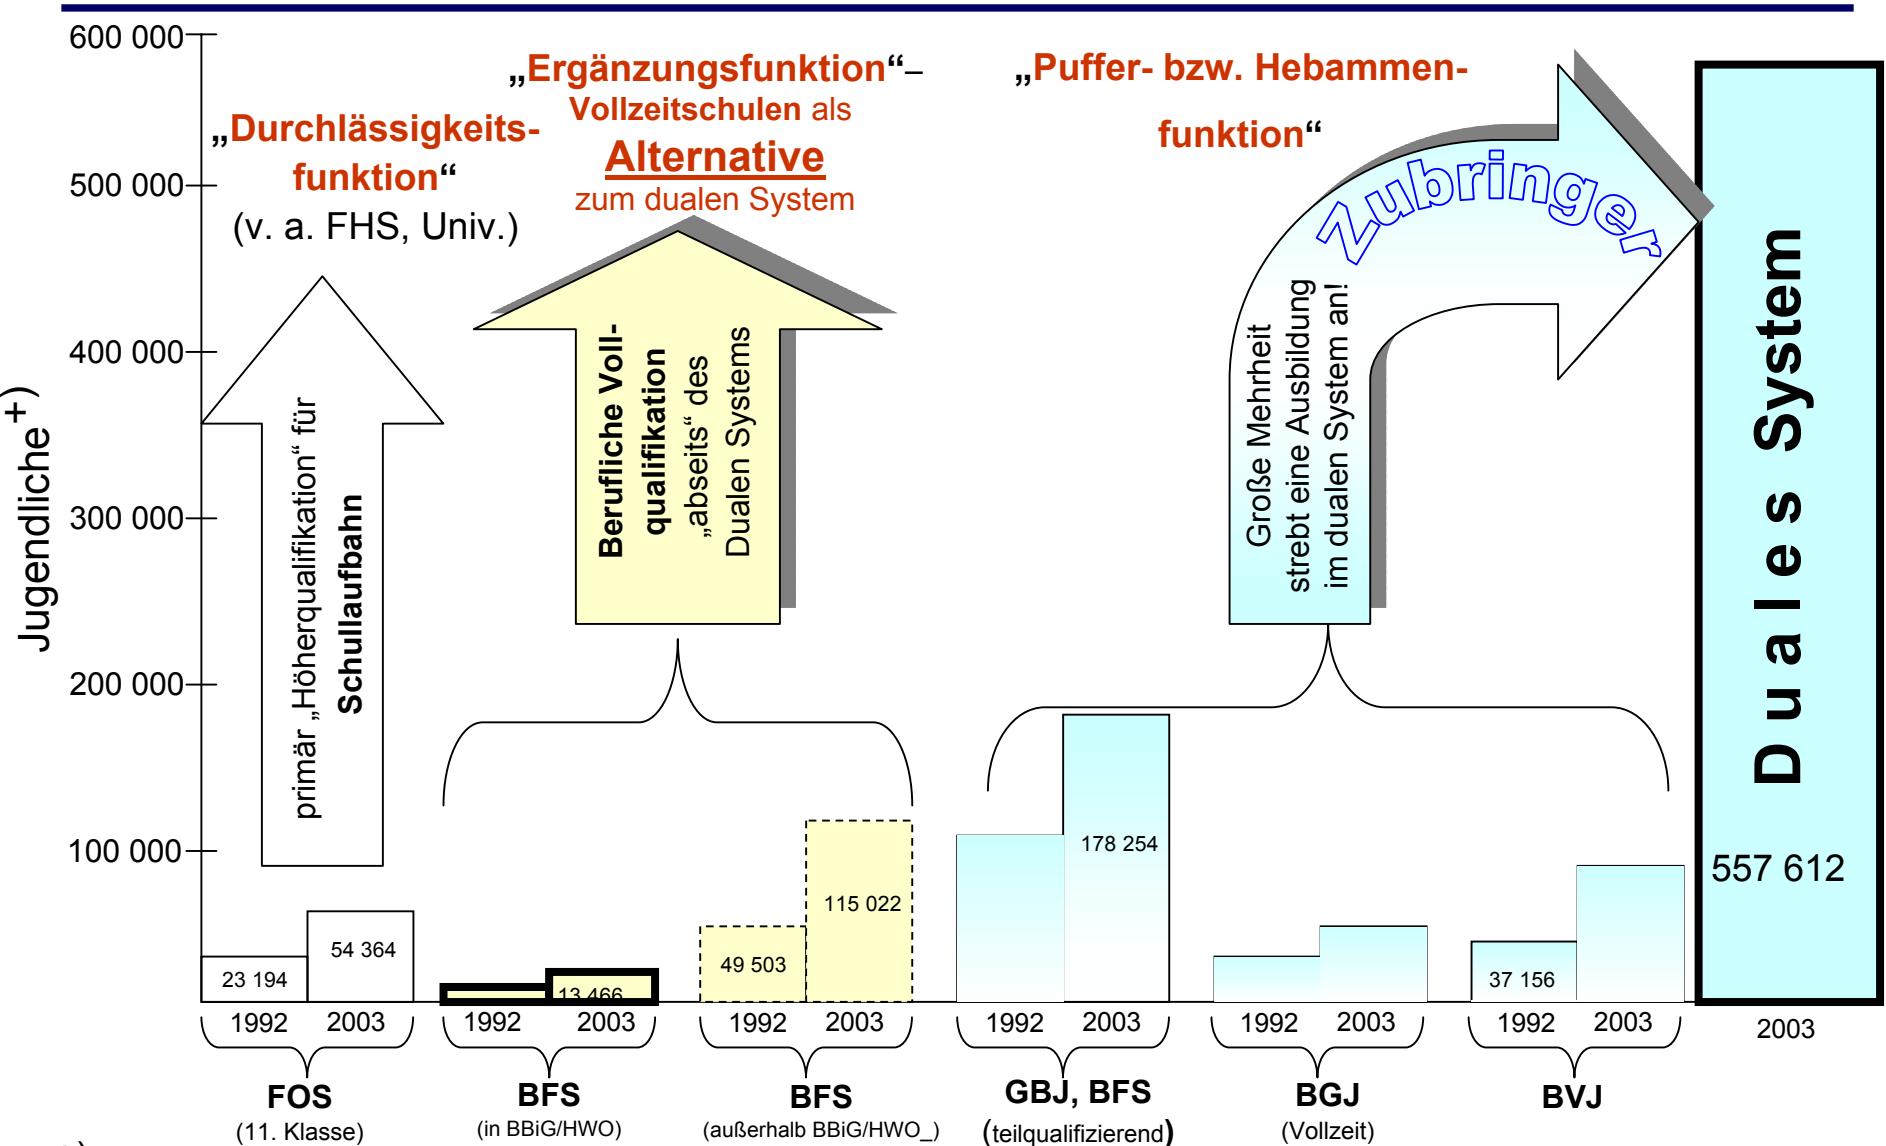 600 000
500 000
400 000
300 000
200 000
100 000
Jugendliche+)
„Durchlässigkeits-
funktion“
(v. a. FHS, Univ.)
„Ergänzungsfunktion“–
Vollzeitschulen als
Alternative
zum dualen System
„Puffer- bzw. Hebammen-
funktion“
Zubringer
primär „Höherqualifikation“ für
Schullaufbahn
Berufliche Voll-
qualifikation
„abseits“ des
Dualen Systems
Große Mehrheit
strebt eine Ausbildung
im dualen System an!
Duales System
557 612
23 194
54 364
13 466
49 503
115 022
178 254
37 156
1992 2003
1992 2003
1992 2003
1992 2003
1992 2003
1992 2003
2003
FOS
(11. Klasse)
BFS
(in BBiG/HWO)
BFS
(außerhalb BBiG/HWO_)
GBJ, BFS
(teilqualifizierend)
BGJ
(Vollzeit)
BVJ